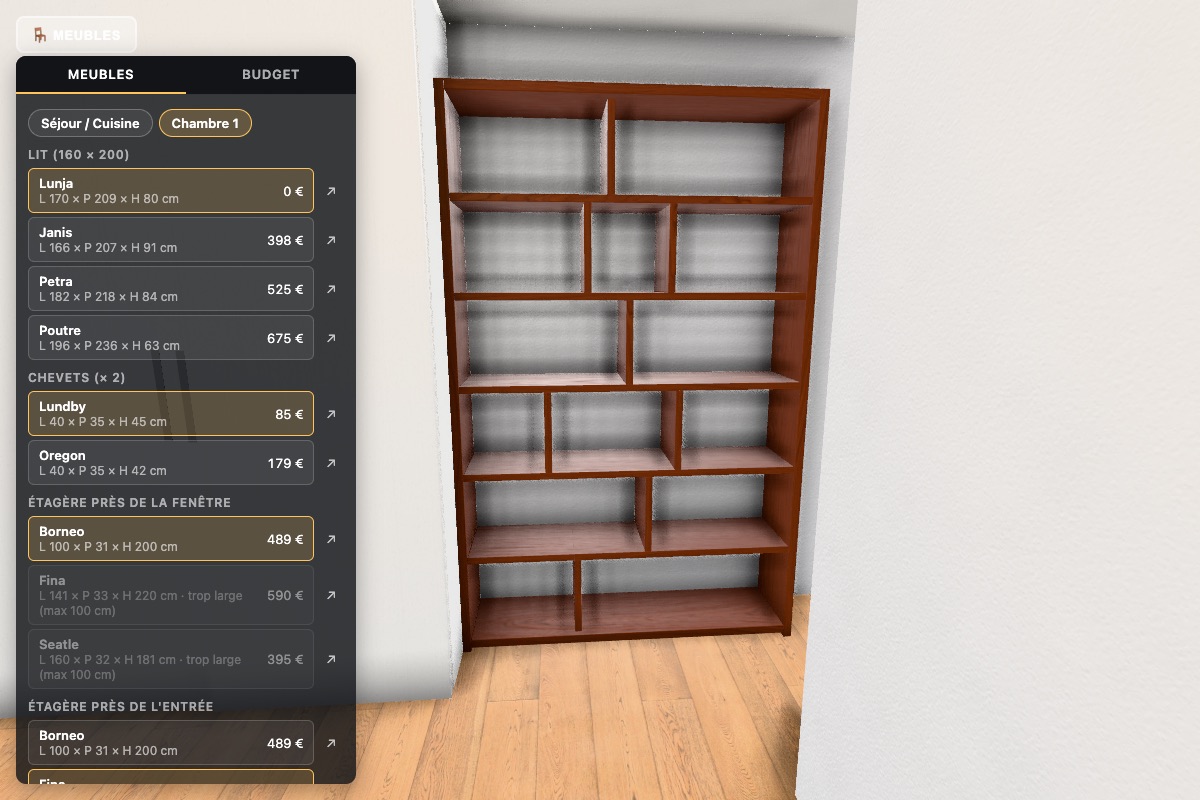 MEUBLES
MEUBLES
BUDGET
Séjour / Cuisine
Chambre 1
LIT (160 × 200)
Lunja
L 170 × P 209 × H 80 cm
0 €
Janis
L 166 × P 207 × H 91 cm
398 €
Petra
L 182 × P 218 × H 84 cm
525 €
Poutre
L 196 × P 236 × H 63 cm
675 €
CHEVETS (× 2)
Lundby
L 40 × P 35 × H 45 cm
85 €
Oregon
L 40 × P 35 × H 42 cm
179 €
ÉTAGÈRE PRÈS DE LA FENÊTRE
Borneo
L 100 × P 31 × H 200 cm
489 €
Fina
L 141 × P 33 × H 220 cm · trop large
(max 100 cm)
590 €
Seatle
L 160 × P 32 × H 181 cm · trop large
(max 100 cm)
395 €
ÉTAGÈRE PRÈS DE L'ENTRÉE
Borneo
L 100 × P 31 × H 200 cm
489 €
Fina